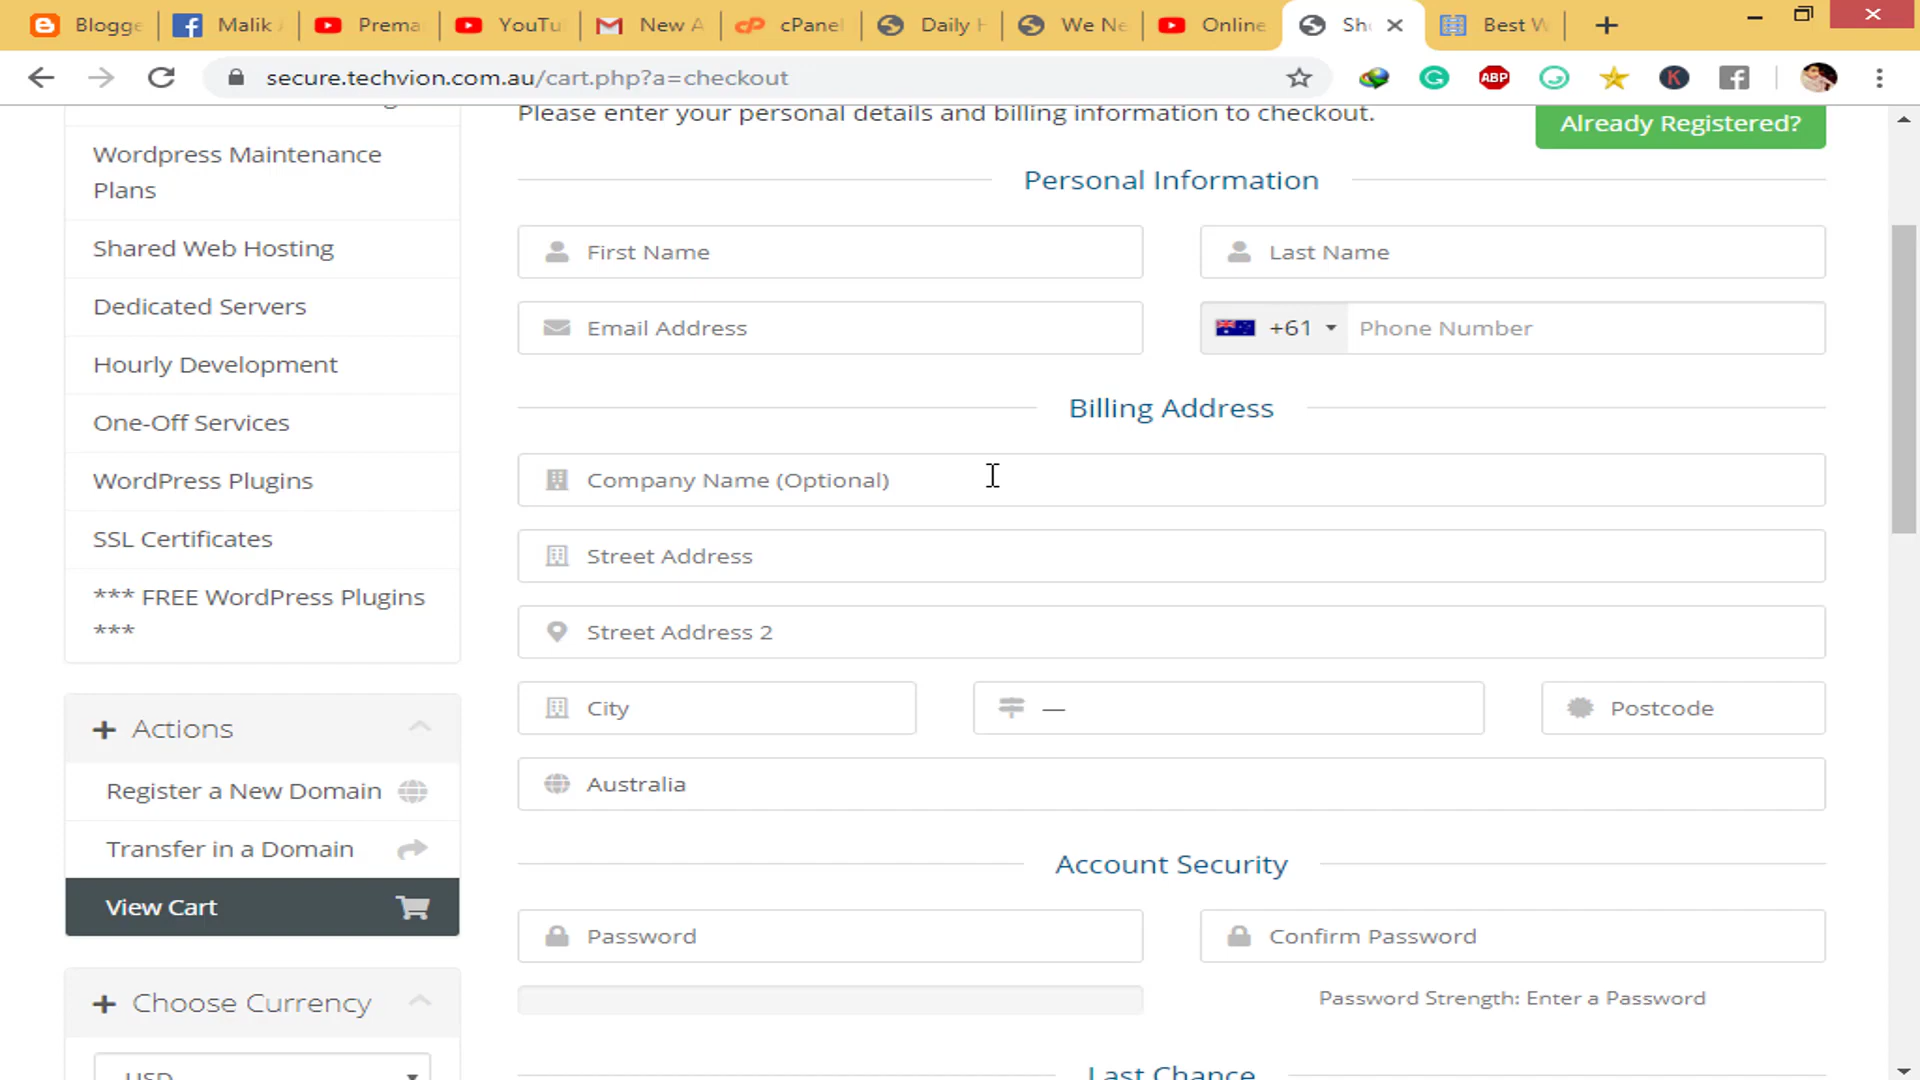 Blogge
Malik
Prema
YouTu
New A
cPanel
Daily H
We Ne
Online
Sho
Best W
secure.techvion.com.au/cart.php?a=checkout
Please enter your personal details and billing information to checkout.
Already Registered?
Wordpress Maintenance
Plans
Shared Web Hosting
Dedicated Servers
Hourly Development
One-Off Services
WordPress Plugins
SSL Certificates
*** FREE WordPress Plugins
***
Actions
Register a New Domain
Transfer in a Domain
View Cart
Choose Currency
USD
Personal Information
First Name
Last Name
Email Address
+61
Phone Number
Billing Address
Company Name (Optional)
Street Address
Street Address 2
City
—
Postcode
Australia
Account Security
Password
Confirm Password
Password Strength: Enter a Password
Last Chance